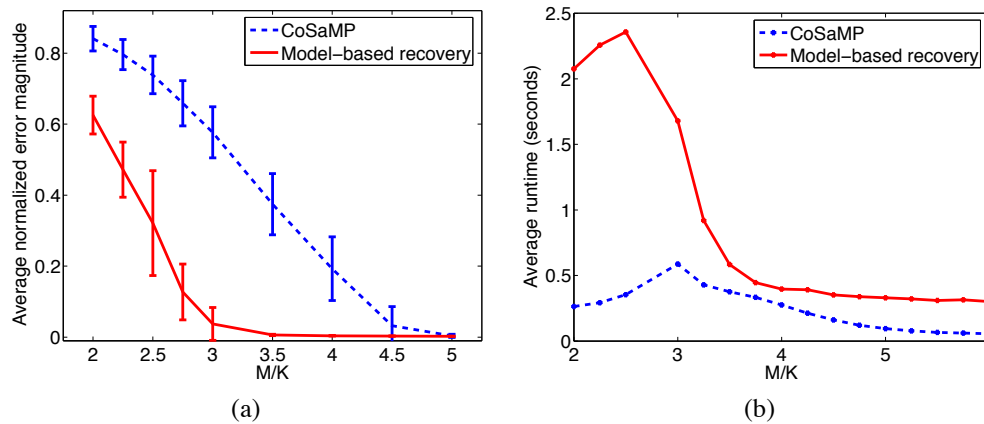 CoSaMP
Model-based recovery
Average normalized error magnitude
0.8
0.6
0.4
0.2
0
2
2.5
3
3.5
4
4.5
5
M/K
(a)
CoSaMP
Model-based recovery
Average runtime (seconds)
2.5
2
1.5
1
0.5
0
2
3
4
5
M/K
(b)